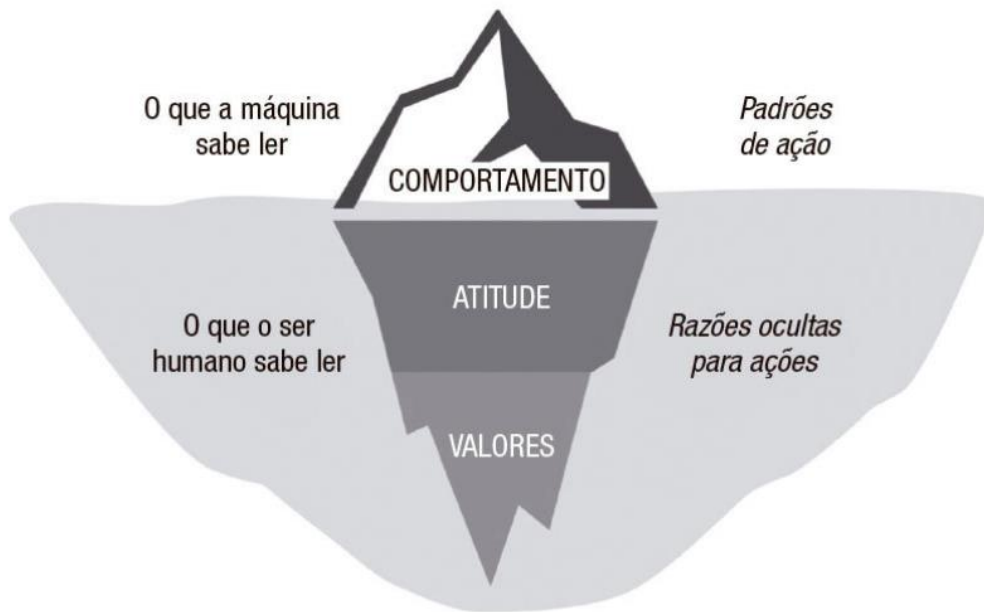 O que a máquina
sabe ler
Padrões
de ação
COMPORTAMENTO
ATITUDE
O que o ser
humano sabe ler
Razões ocultas
para ações
VALORES